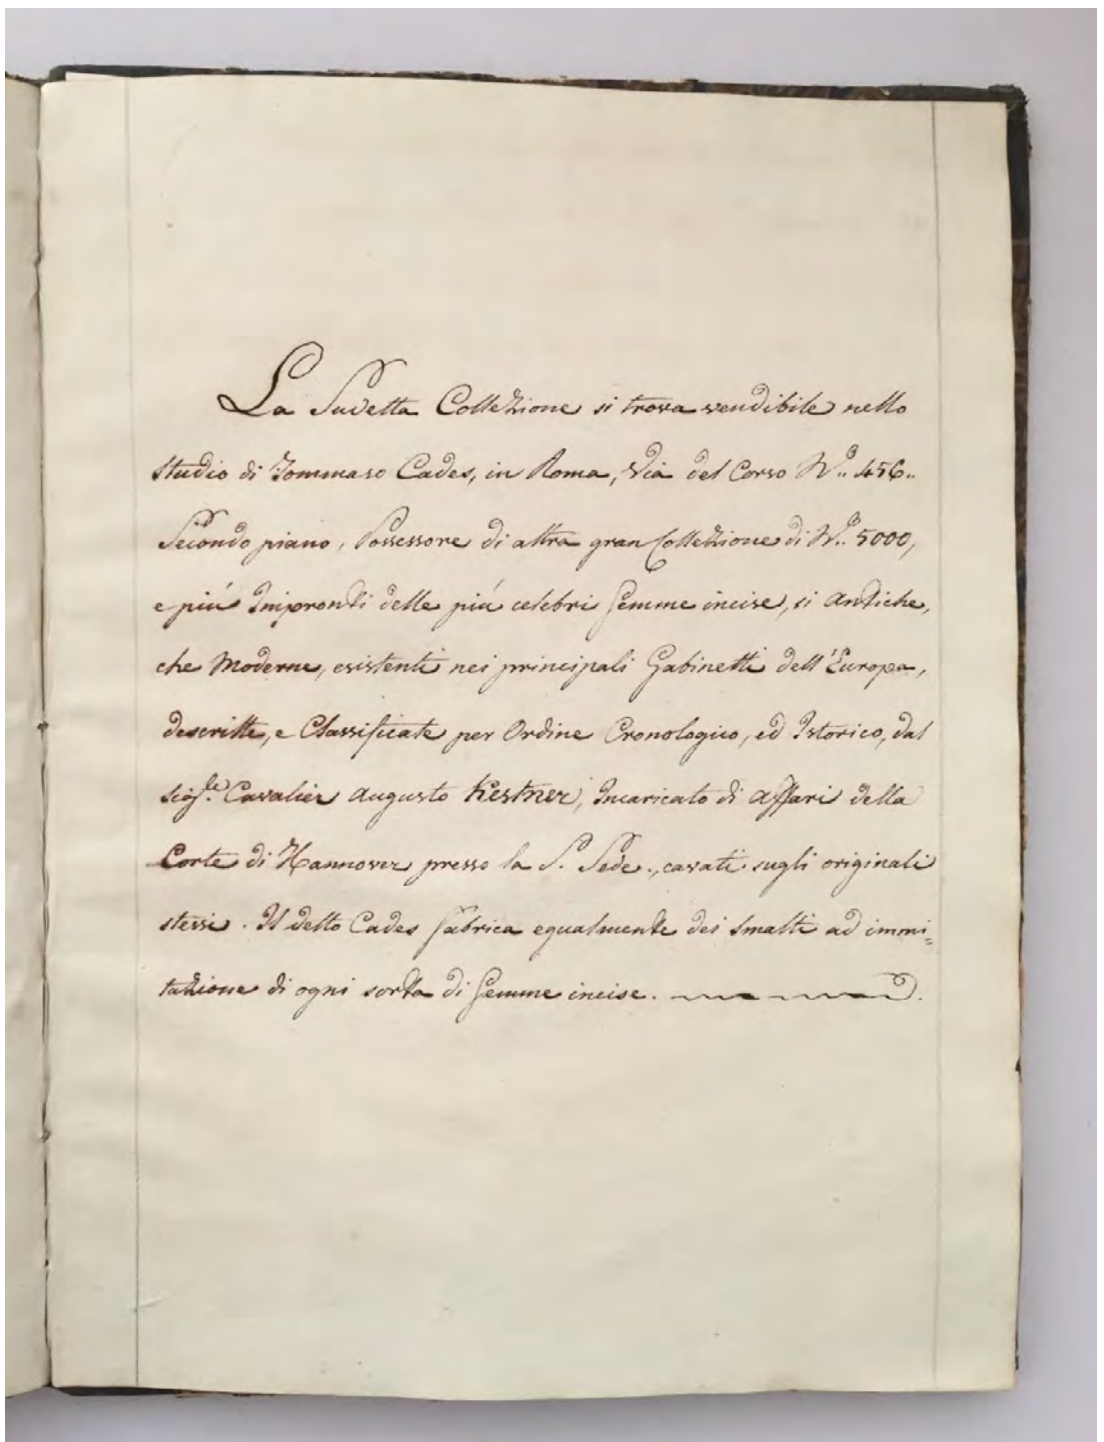 La Sudetta Collezione si trova vendibile nello
Studio di Tommaso Cades, in Roma, Via del Corso N.º 456..
Secondo piano, Possessore di altra gran Collezione di N.º 5000,
e più Impronti delle più celebri Gemme incise, si Antiche,
che Moderne, esistenti nei principali Gabinetti dell'Europa,
descritte, e Classificate per Ordine Cronologico, ed Istorico, dal
Sig.le Cavalier Augusto Kestner, Incaricato di Affari della
Corte di Hannover presso la S. Sede., cavati sugli originali
stessi. Il detto Cades fabrica egualmente dei Smalti ad immi=
tazione di ogni sorta di Gemme incise.